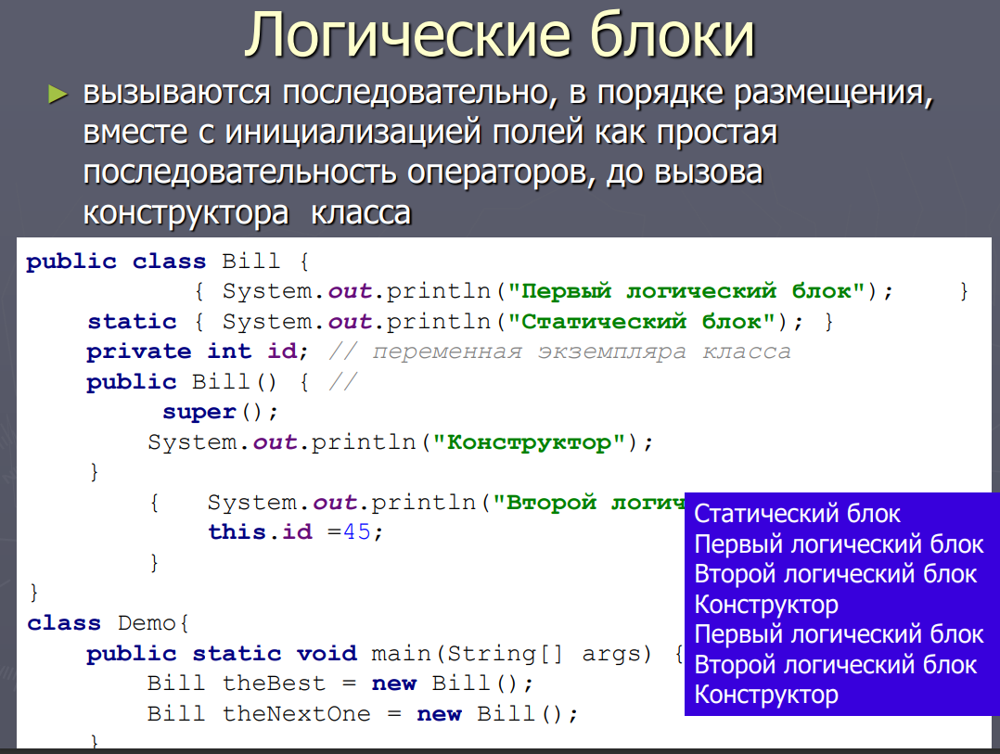 Логические блоки
► вызываются последовательно, в порядке размещения,
вместе с инициализацией полей как простая
последовательность операторов, до вызова
конструктора класса
public class Bill {
{ System.out.println("Первый логический блок"); }
static { System.out.println("Статический блок"); }
private int id; // переменная экземпляра класса
public Bill() { //
super();
System.out.println("Конструктор");
}
{ System.out.println("Второй
this.id =45;
}
}
class Demo{
public static void main(String[] args) {
Bill theBest = new Bill();
Bill theNextOne = new Bill();
}
Статический блок
Первый логический блок
Второй логический блок
Конструктор
Первый логический блок
Второй логический блок
Конструктор